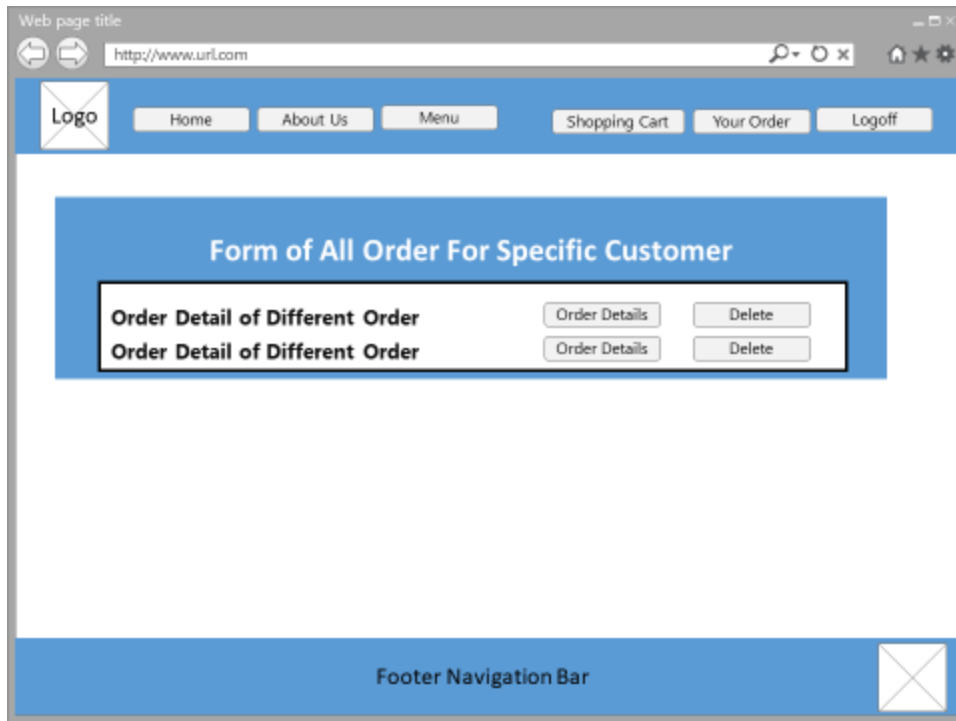 Web page title
http://www.url.com
Logo Home About Us Menu Shopping Cart Your Order Logoff
Form of All Order For Specific Customer
Order Detail of Different Order Order Details Delete
Order Detail of Different Order Order Details Delete
Footer Navigation Bar